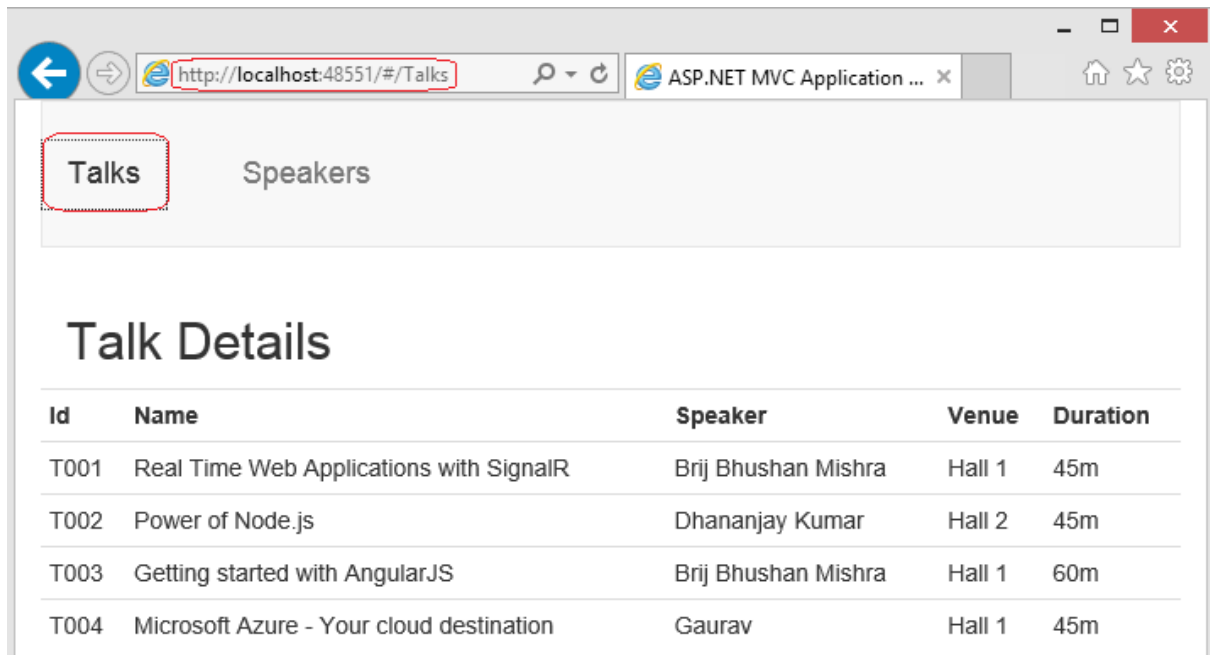 http://localhost:48551/#/Talks
ASP.NET MVC Application ...
Talks Speakers
Talk Details
Id Name Speaker Venue Duration
T001 Real Time Web Applications with SignalR Brij Bhushan Mishra Hall 1 45m
T002 Power of Node.js Dhananjay Kumar Hall 2 45m
T003 Getting started with AngularJS Brij Bhushan Mishra Hall 1 60m
T004 Microsoft Azure - Your cloud destination Gaurav Hall 1 45m